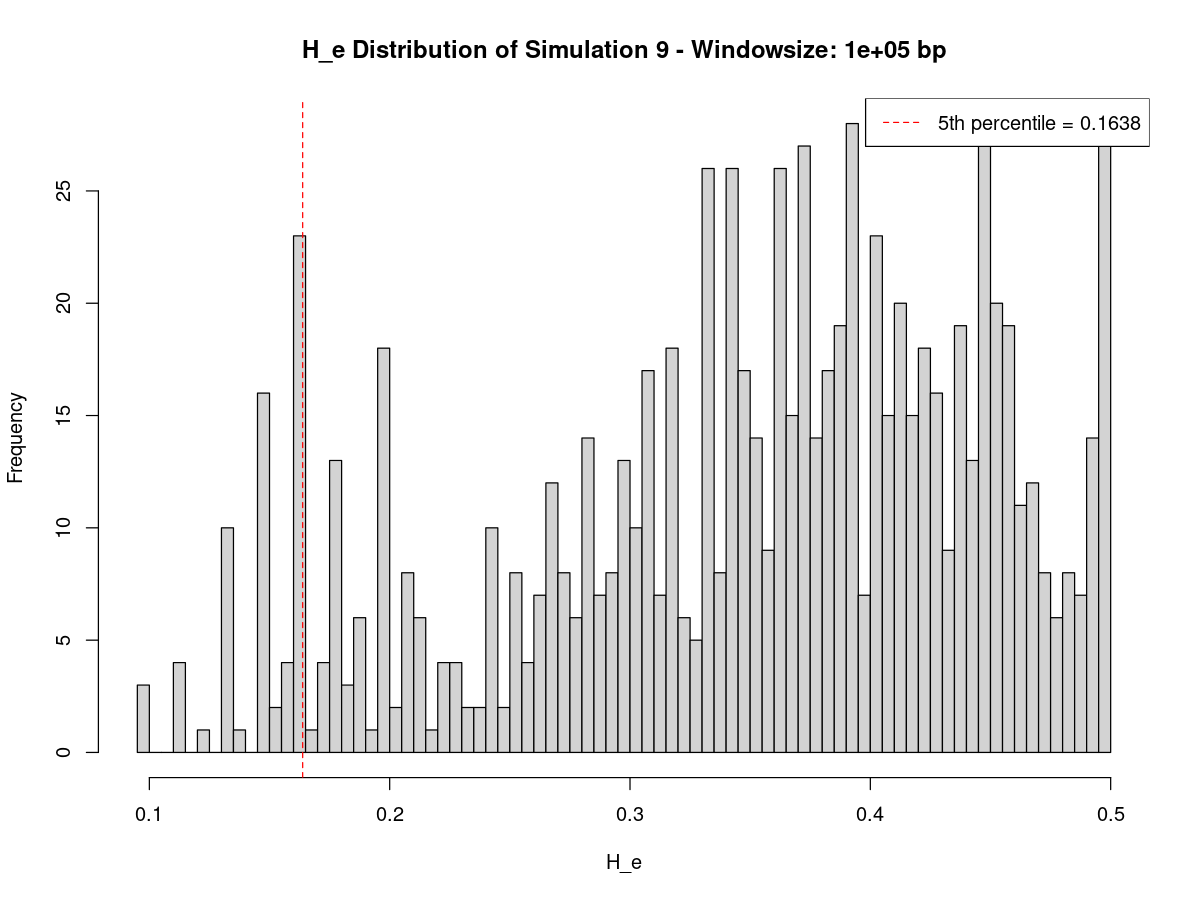 H_e Distribution of Simulation 9 - Windowsize: 1e+05 bp
5th percentile = 0.1638
Frequency
25
20
15
10
5
0
0.1 0.2 0.3 0.4 0.5
H_e